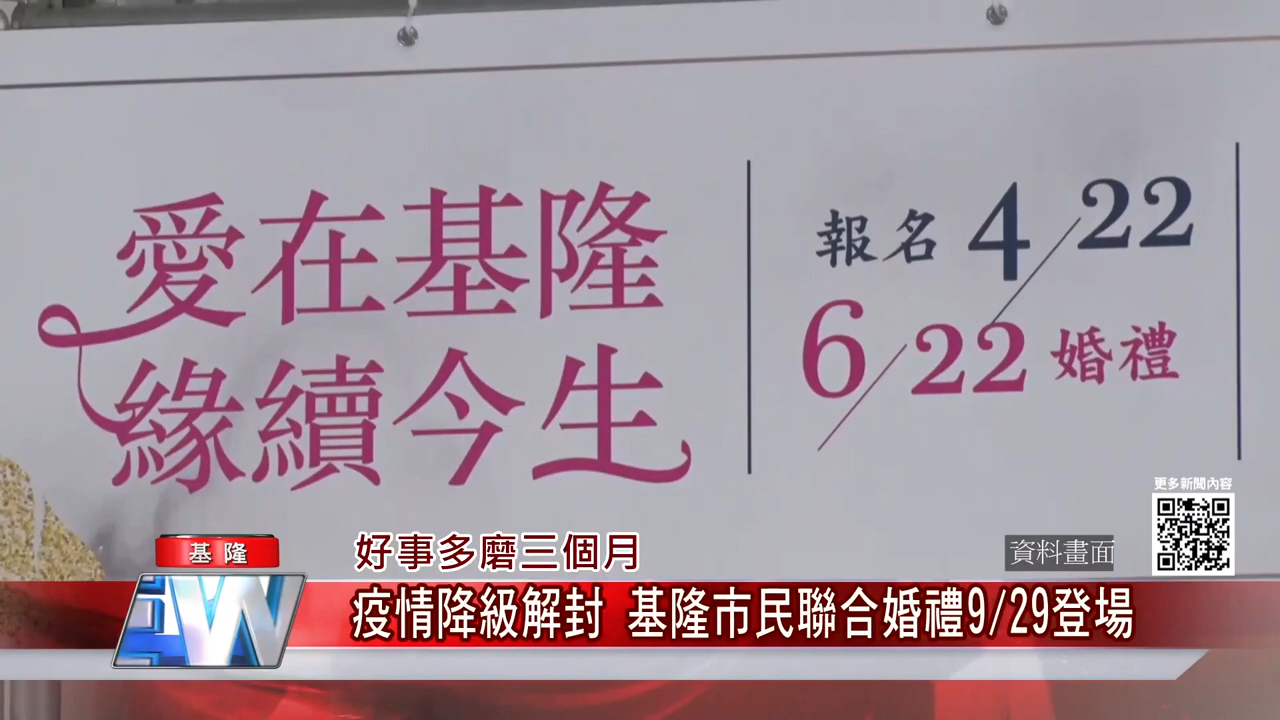 愛在基隆
緣續今生
報名 4/22
6/22 婚禮
更多新聞內容
基隆
EW
好事多磨三個月
資料畫面
疫情降級解封 基隆市民聯合婚禮9/29登場